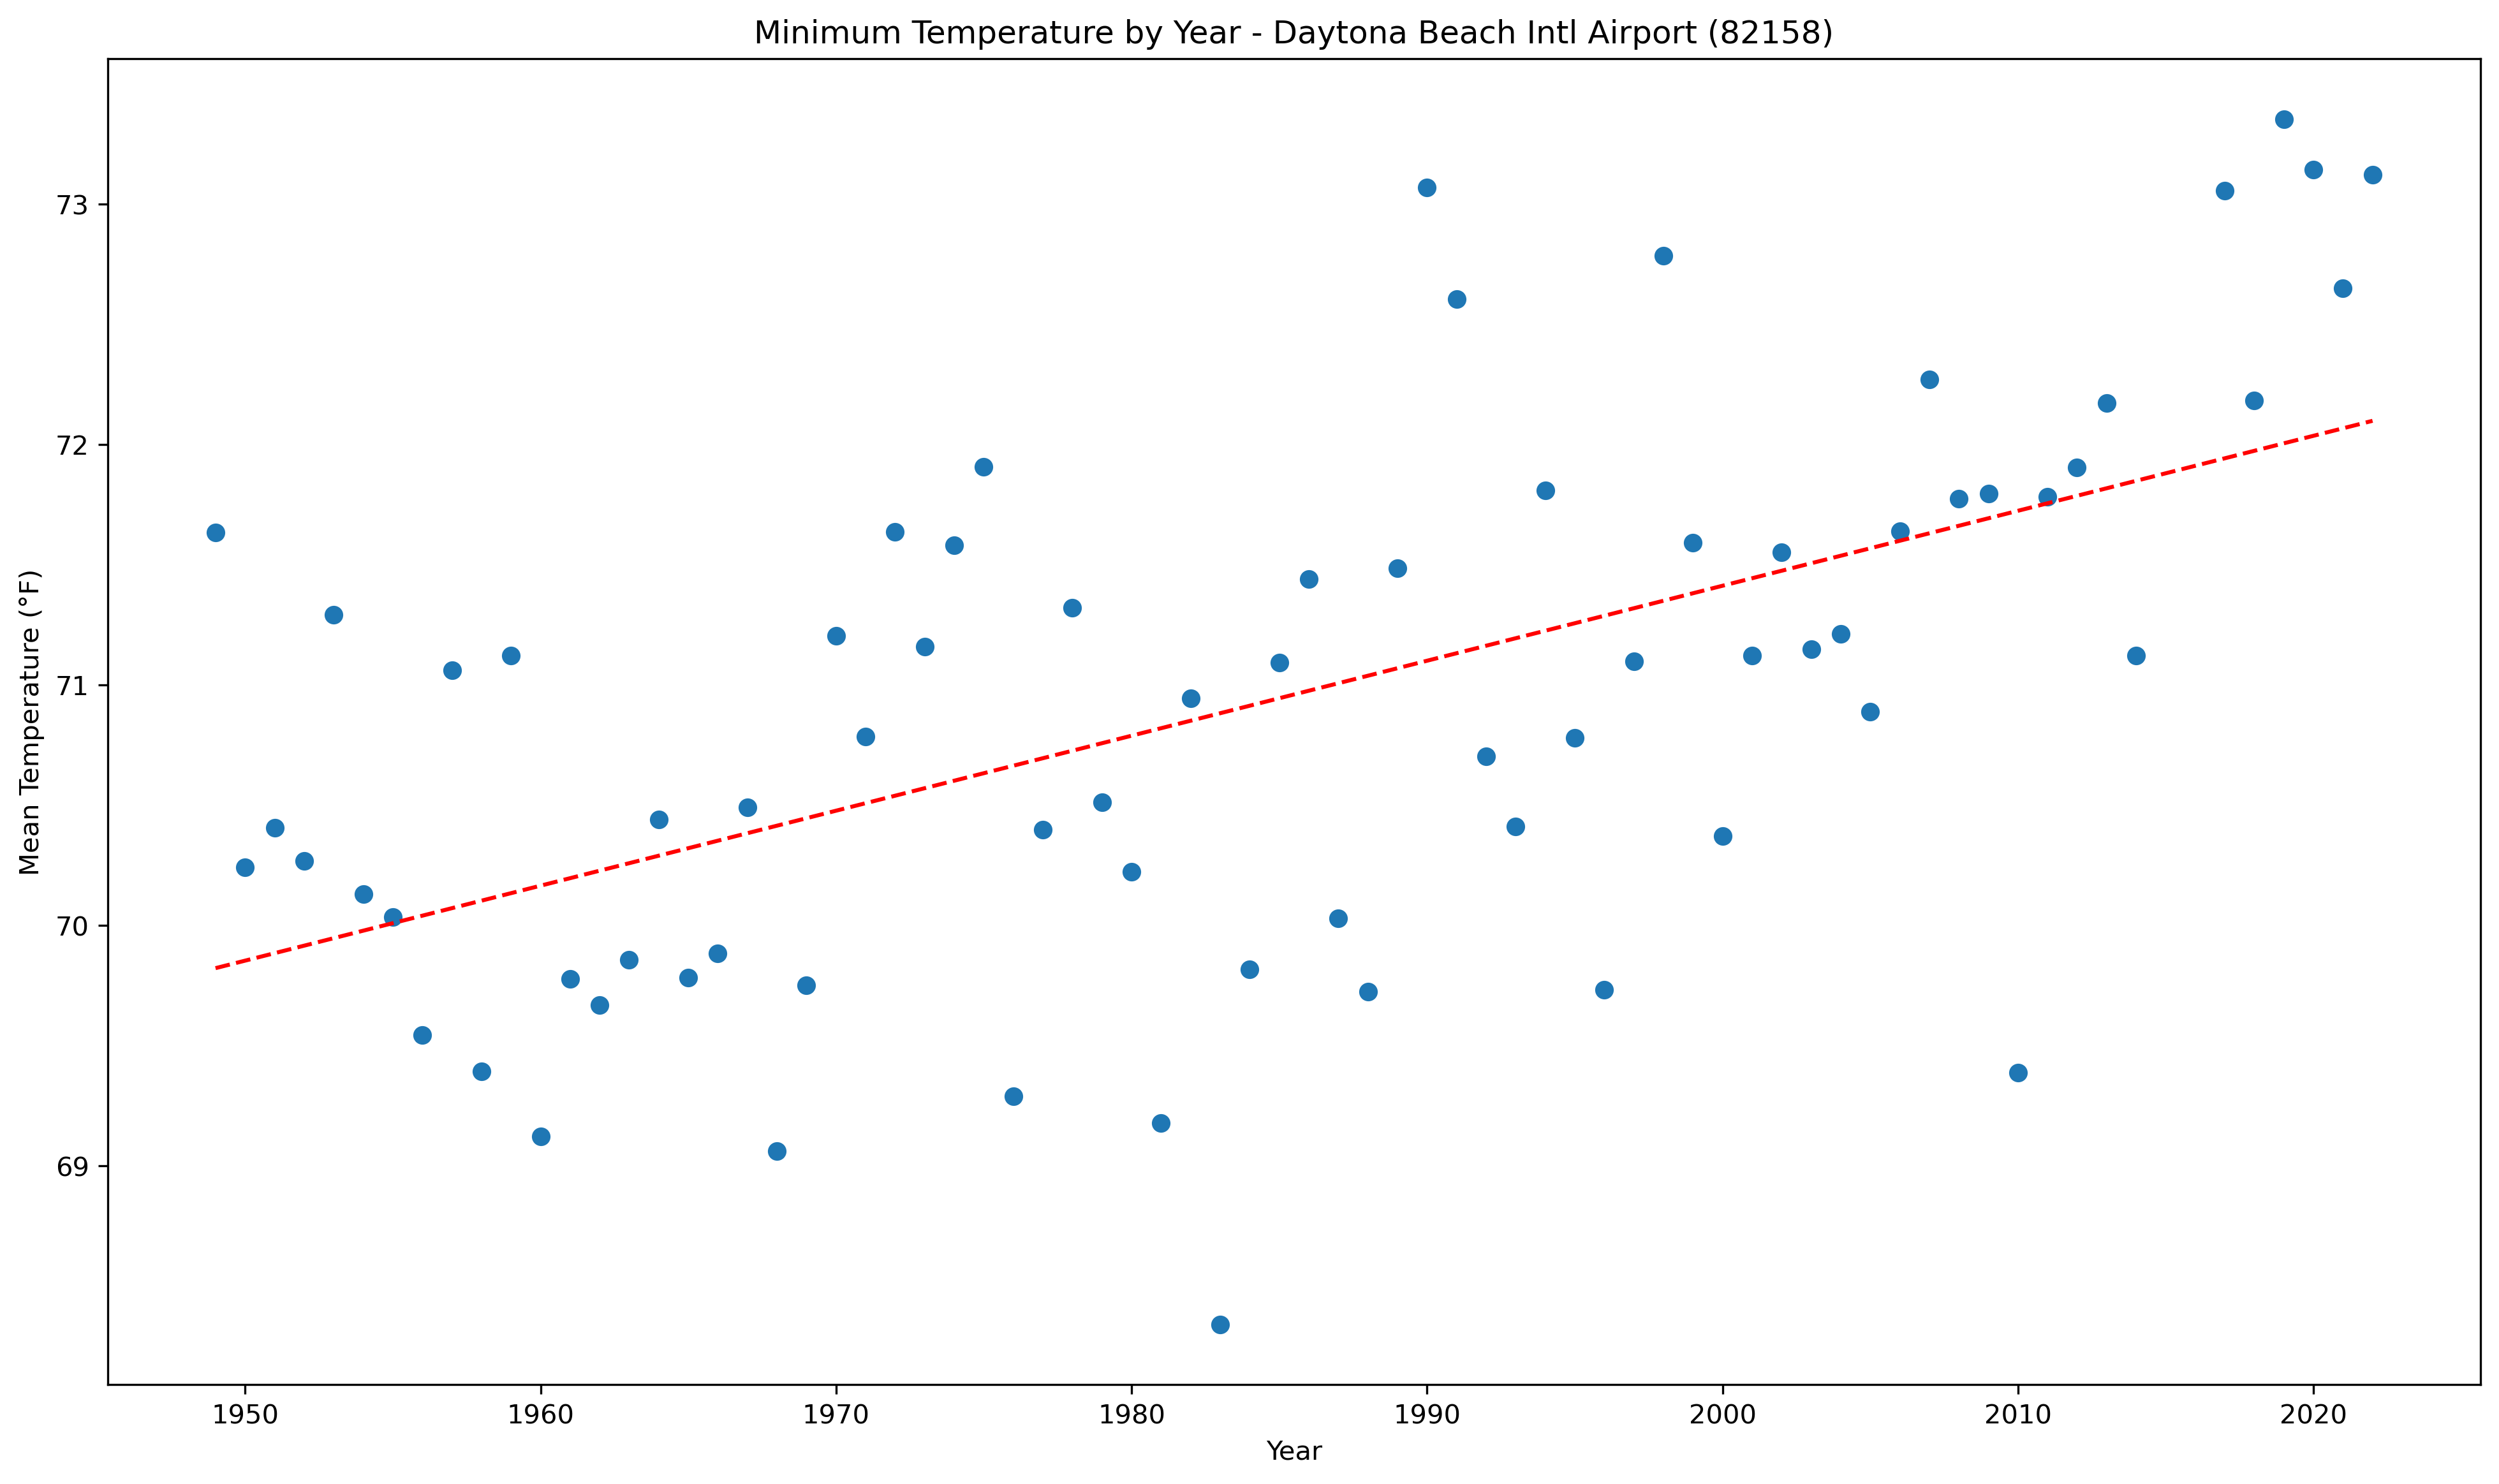 Minimum Temperature by Year - Daytona Beach Intl Airport (82158)
Mean Temperature (°F)
73
72
71
70
69
1950 1960 1970 1980 1990 2000 2010 2020
Year